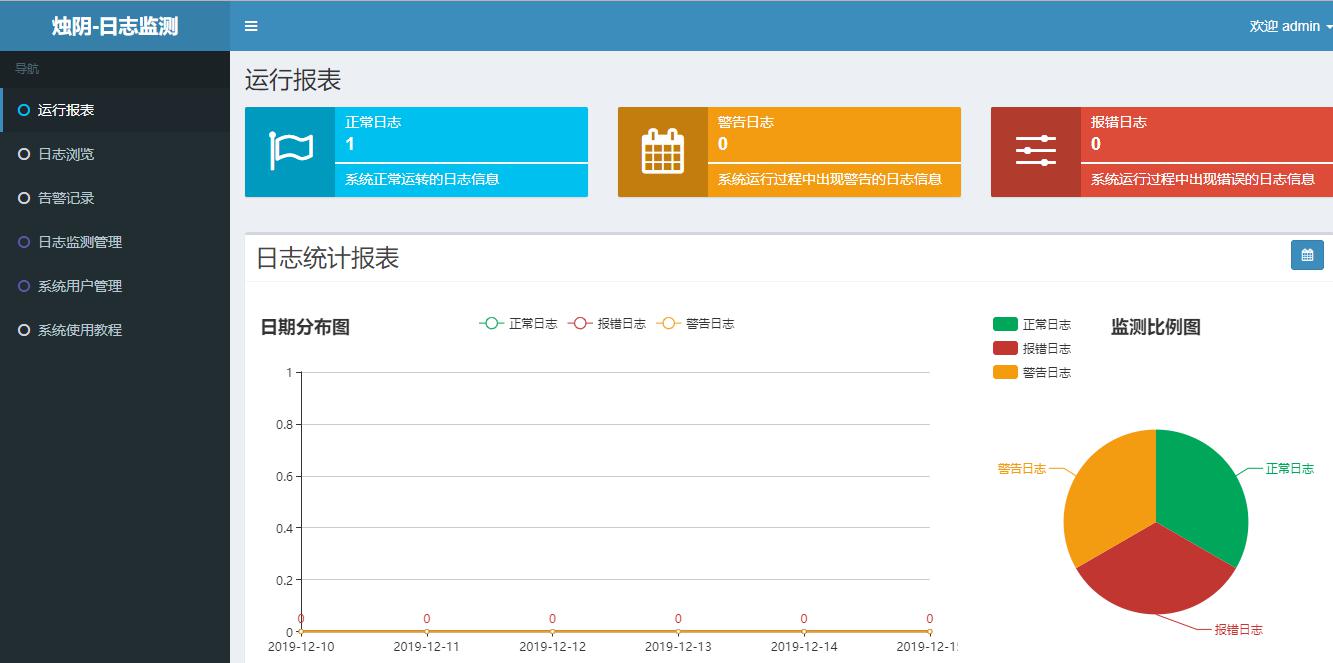 烛阴-日志监测
欢迎 admin
导航
运行报表
日志浏览
告警记录
日志监测管理
系统用户管理
系统使用教程
运行报表
正常日志
1
系统正常运转的日志信息
警告日志
0
系统运行过程中出现警告的日志信息
报错日志
0
系统运行过程中出现错误的日志信息
日志统计报表
日期分布图
正常日志 报错日志 警告日志
1
0.8
0.6
0.4
0.2
0
0 0 0 0 0 0
2019-12-10 2019-12-11 2019-12-12 2019-12-13 2019-12-14 2019-12-1
监测比例图
正常日志
报错日志
警告日志
警告日志
正常日志
报错日志